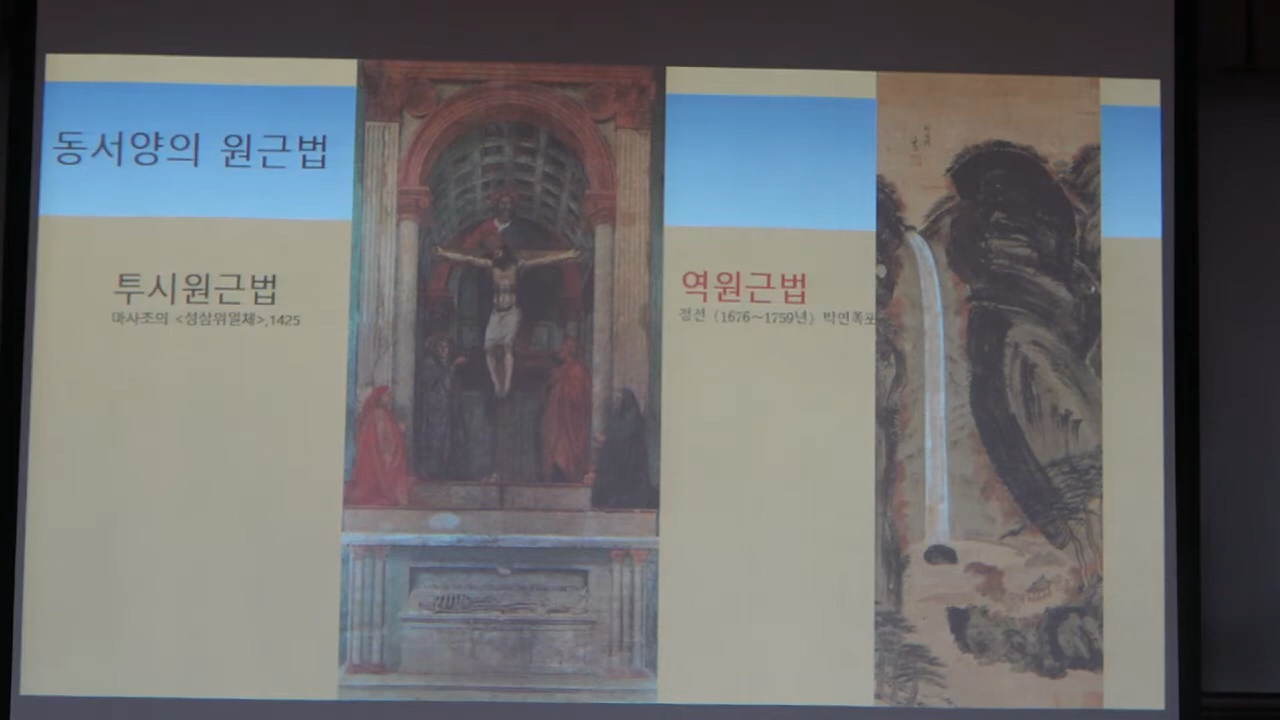 동서양의 원근법
투시원근법
마사조의 <성삼위일체>,1425
역원근법
정선 (1676~1759년) 박연폭포